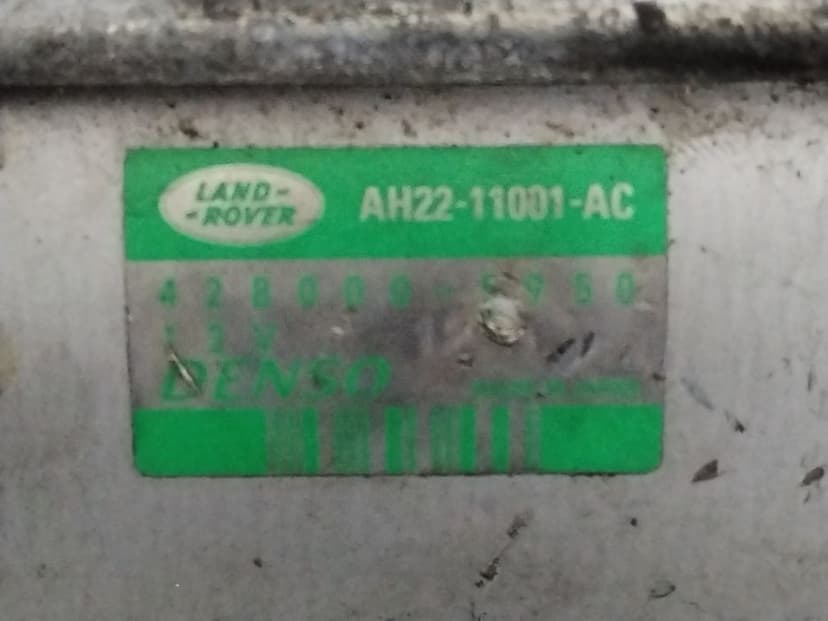 LAND-
-ROVER
AH22-11001-AC
428000-5950
12V
DENSO